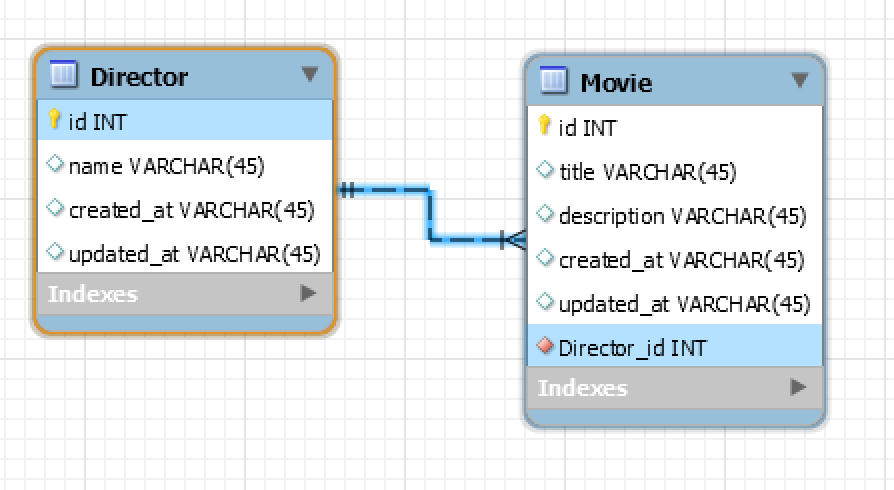 Director
id INT
name VARCHAR(45)
created_at VARCHAR(45)
updated_at VARCHAR(45)
Indexes
Movie
id INT
title VARCHAR(45)
description VARCHAR(45)
created_at VARCHAR(45)
updated_at VARCHAR(45)
Director_id INT
Indexes